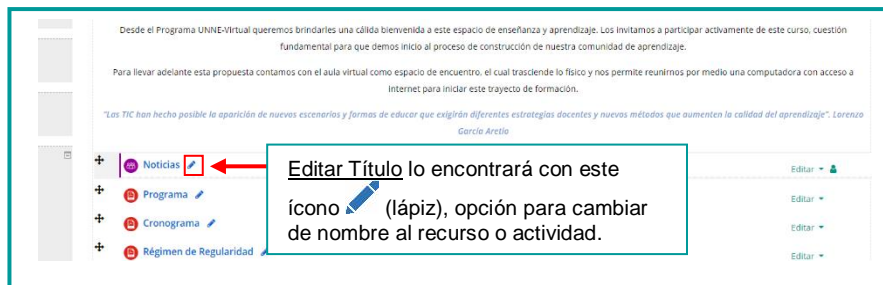 Desde el Programa UNNE-Virtual queremos brindarles una cálida bienvenida a este espacio de enseñanza y aprendizaje. Los invitamos a participar activamente de este curso, cuestión
fundamental para que demos inicio al proceso de construcción de nuestra comunidad de aprendizaje.
Para llevar adelante esta propuesta contamos con el aula virtual como espacio de encuentro, el cual trasciende lo físico y nos permite reunirnos por medio una computadora con acceso a
internet para iniciar este trayecto de formación.
"Las TIC han hecho posible la aparición de nuevos escenarios y formas de educar que exigirán diferentes estrategias docentes y nuevos métodos que aumenten la calidad del aprendizaje". Lorenzo
García Aretio
Noticias
Editar
Programa
Editar
Cronograma
Editar
Régimen de Regularidad
Editar
Editar Título lo encontrará con este
ícono (lápiz), opción para cambiar
de nombre al recurso o actividad.